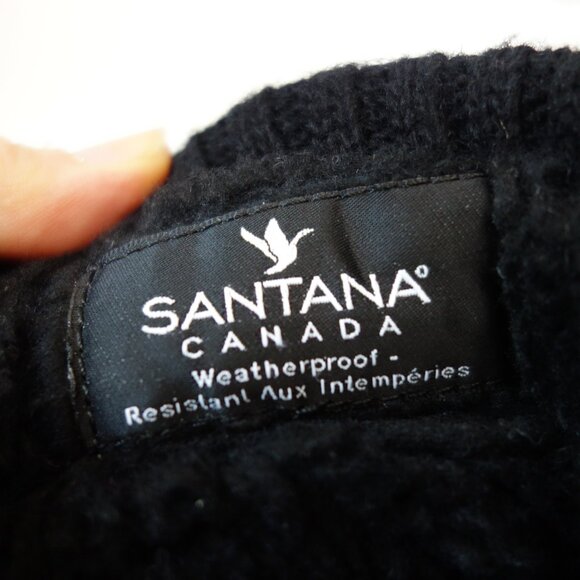 SANTANA°
CANADA
Weatherproof -
Resistant Aux Intempéries